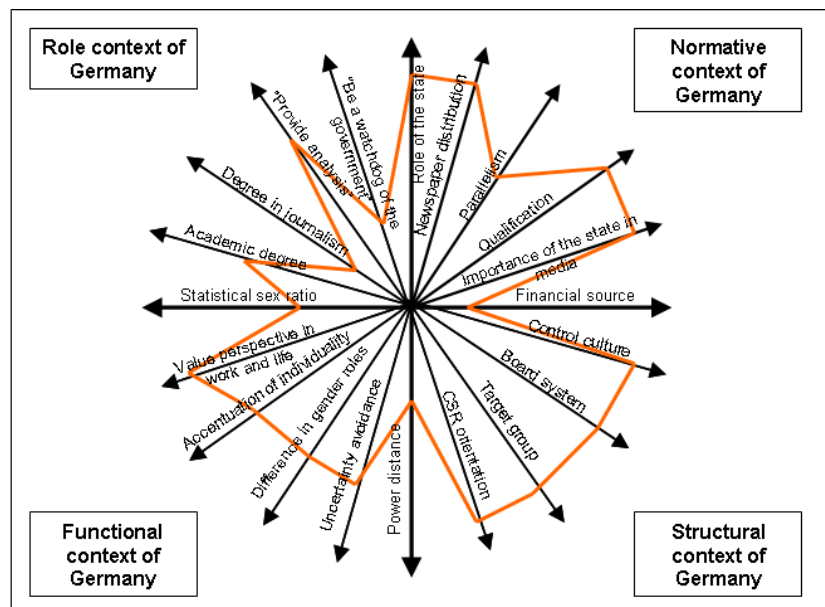 Role context of
Germany
Normative
context of
Germany
"Be a watchdog of the
government"
"Provide analysis"
Degree in journalism
Academic degree
Statistical sex ratio
Role of the state
Newspaper distribution
Parallelism
Qualification
Importance of the state in
media
Financial source
Control culture
Board system
Target group
CSR orientation
Power distance
Uncertainty avoidance
Difference in gender roles
Accentuation of individuality
Value perspective in
work and life
Functional
context of
Germany
Structural
context of
Germany